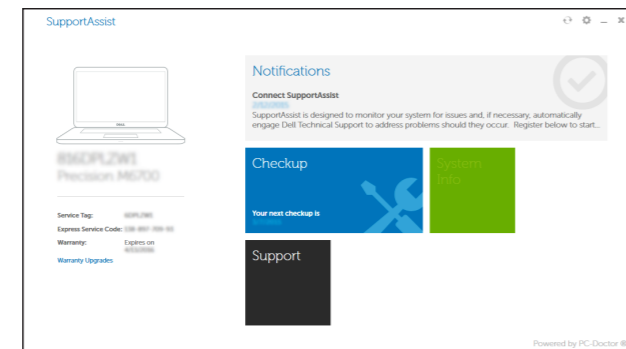 SupportAssist
Notifications
Connect SupportAssist
SupportAssist is designed to monitor your system for issues and, if necessary, automatically
engage Dell Technical Support to address problems should they occur. Register below to start...
DELL
Precision M6700
Checkup
System
Info
Your next checkup is
Service Tag:
Express Service Code:
Warranty: Expires on
Warranty Upgrades
Support
Powered by PC-Doctor ®